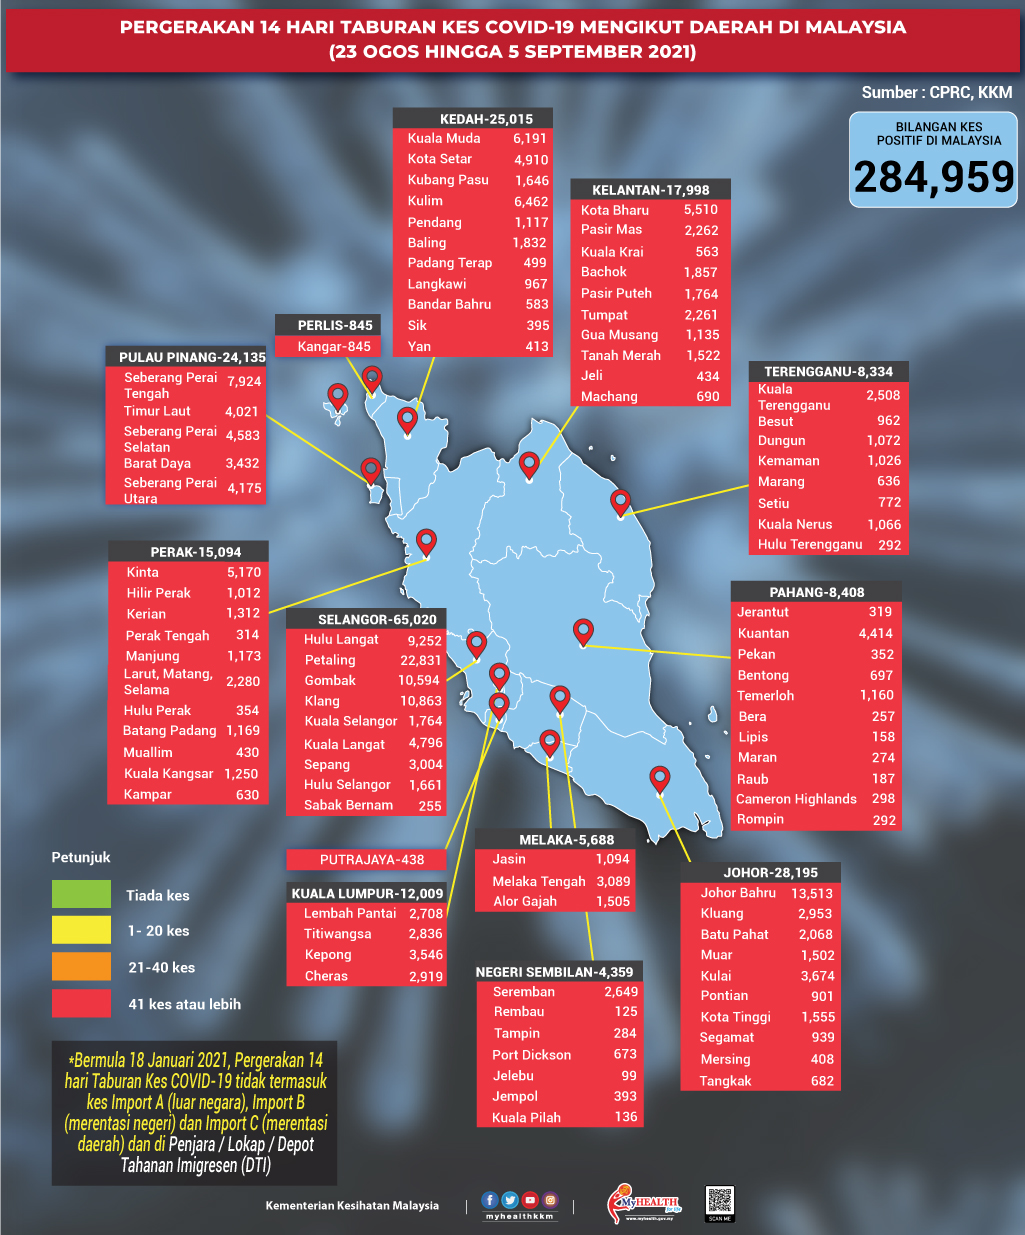 PERGERAKAN 14 HARI TABURAN KES COVID-19 MENGIKUT DAERAH DI MALAYSIA
(23 OGOS HINGGA 5 SEPTEMBER 2021)
Sumber : CPRC, KKM
BILANGAN KES
POSITIF DI MALAYSIA
284,959
KEDAH-25,015
Kuala Muda 6,191
Kota Setar 4,910
Kubang Pasu 1,646
Kulim 6,462
Pendang 1,117
Baling 1,832
Padang Terap 499
Langkawi 967
Bandar Bahru 583
Sik 395
Yan 413
KELANTAN-17,998
Kota Bharu 5,510
Pasir Mas 2,262
Kuala Krai 563
Bachok 1,857
Pasir Puteh 1,764
Tumpat 2,261
Gua Musang 1,135
Tanah Merah 1,522
Jeli 434
Machang 690
PERLIS-845
Kangar-845
PULAU PINANG-24,135
Seberang Perai
Tengah 7,924
Timur Laut 4,021
Seberang Perai
Selatan 4,583
Barat Daya 3,432
Seberang Perai
Utara 4,175
TERENGGANU-8,334
Kuala
Terengganu 2,508
Besut 962
Dungun 1,072
Kemaman 1,026
Marang 636
Setiu 772
Kuala Nerus 1,066
Hulu Terengganu 292
PERAK-15,094
Kinta 5,170
Hilir Perak 1,012
Kerian 1,312
Perak Tengah 314
Manjung 1,173
Larut, Matang,
Selama 2,280
Hulu Perak 354
Batang Padang 1,169
Muallim 430
Kuala Kangsar 1,250
Kampar 630
SELANGOR-65,020
Hulu Langat 9,252
Petaling 22,831
Gombak 10,594
Klang 10,863
Kuala Selangor 1,764
Kuala Langat 4,796
Sepang 3,004
Hulu Selangor 1,661
Sabak Bernam 255
PAHANG-8,408
Jerantut 319
Kuantan 4,414
Pekan 352
Bentong 697
Temerloh 1,160
Bera 257
Lipis 158
Maran 274
Raub 187
Cameron Highlands 298
Rompin 292
PUTRAJAYA-438
KUALA LUMPUR-12,009
Lembah Pantai 2,708
Titiwangsa 2,836
Kepong 3,546
Cheras 2,919
MELAKA-5,688
Jasin 1,094
Melaka Tengah 3,089
Alor Gajah 1,505
NEGERI SEMBILAN-4,359
Seremban 2,649
Rembau 125
Tampin 284
Port Dickson 673
Jelebu 99
Jempol 393
Kuala Pilah 136
JOHOR-28,195
Johor Bahru 13,513
Kluang 2,953
Batu Pahat 2,068
Muar 1,502
Kulai 3,674
Pontian 901
Kota Tinggi 1,555
Segamat 939
Mersing 408
Tangkak 682
Petunjuk
Tiada kes
1- 20 kes
21-40 kes
41 kes atau lebih
*Bermula 18 Januari 2021, Pergerakan 14
hari Taburan Kes COVID-19 tidak termasuk
kes Import A (luar negara), Import B
(merentasi negeri) dan Import C (merentasi
daerah) dan di Penjara / Lokap / Depot
Tahanan Imigresen (DTI)
Kementerian Kesihatan Malaysia
myhealthkkm
MyHEALTH
for life
www.myhealth.gov.my
SCAN ME